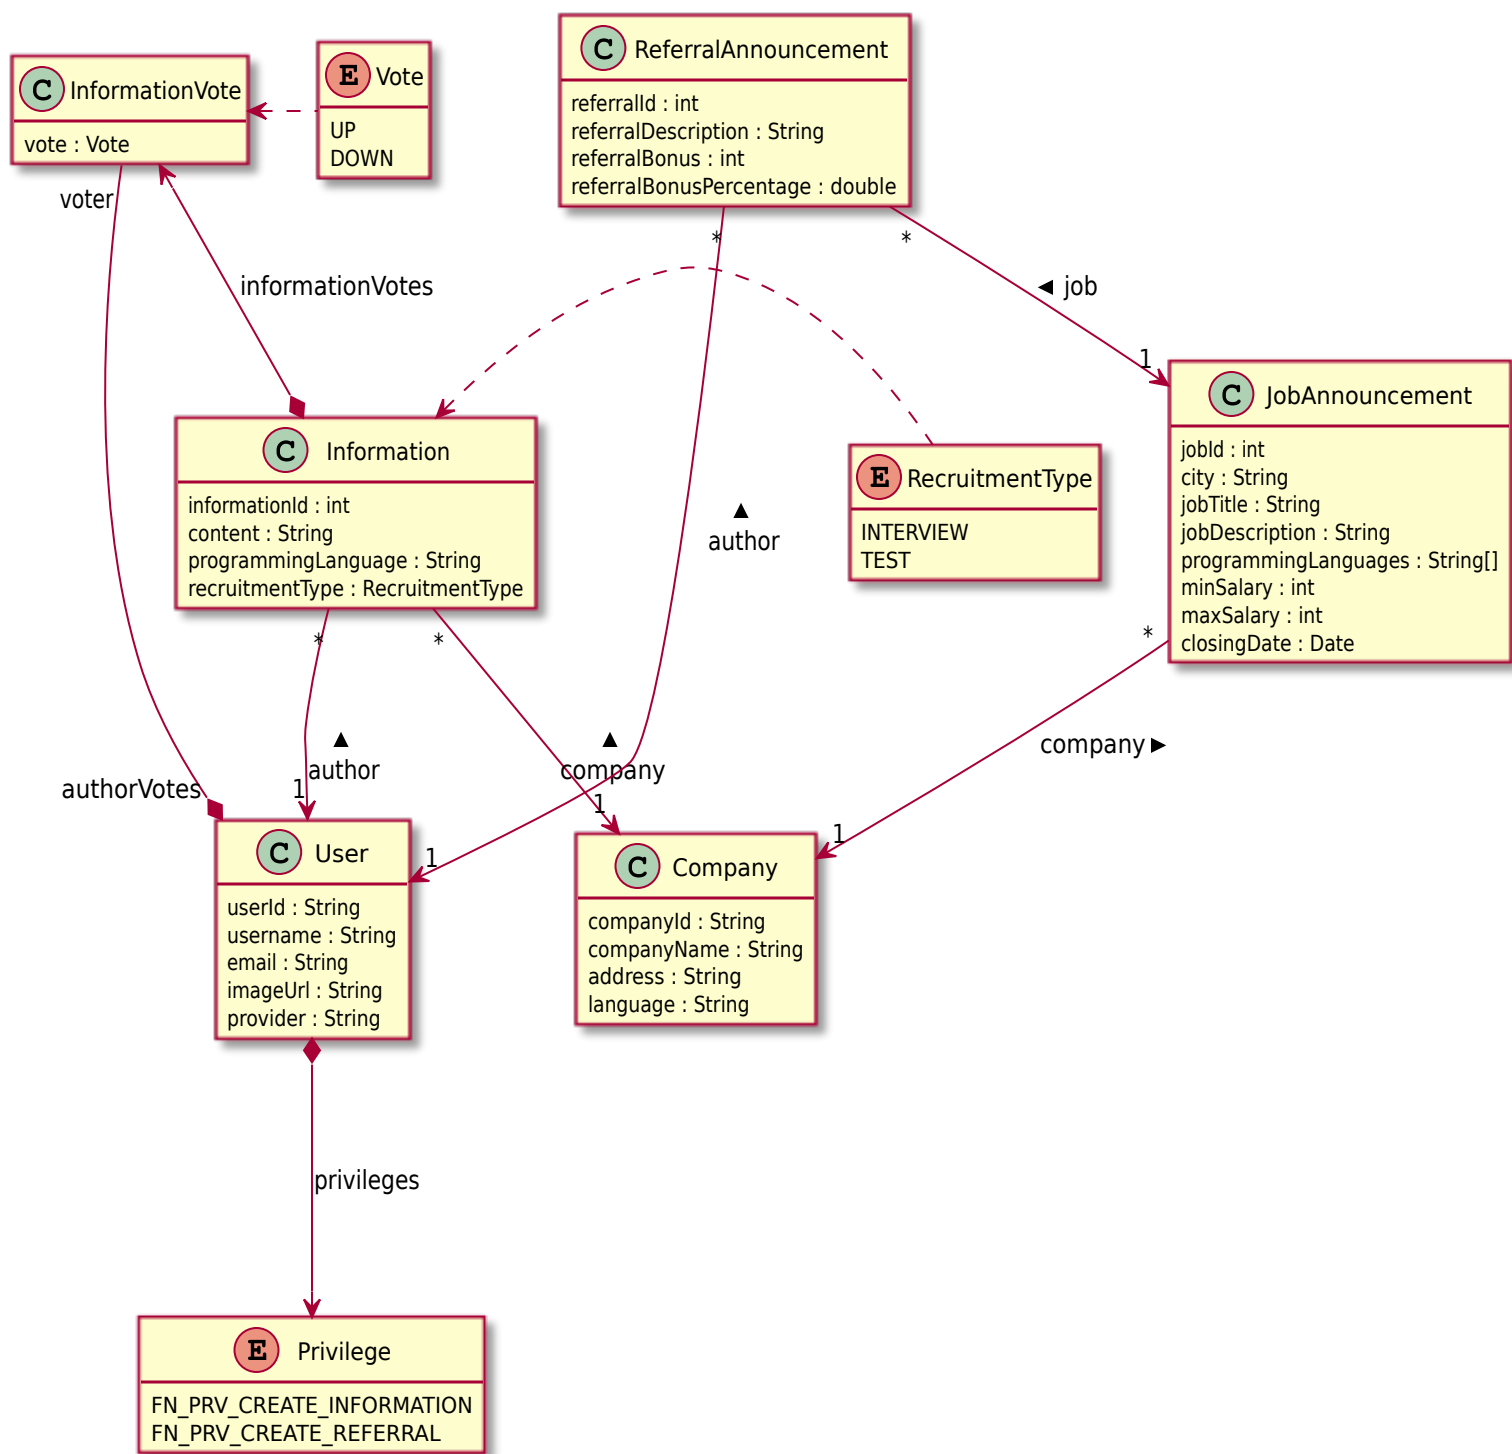 C InformationVote
vote : Vote
E Vote
UP
DOWN
C ReferralAnnouncement
referralId : int
referralDescription : String
referralBonus : int
referralBonusPercentage : double
voter
*
*
informationVotes
◄ job
1
C JobAnnouncement
jobId : int
city : String
jobTitle : String
jobDescription : String
programmingLanguages : String[]
minSalary : int
maxSalary : int
closingDate : Date
C Information
informationId : int
content : String
programmingLanguage : String
recruitmentType : RecruitmentType
E RecruitmentType
INTERVIEW
TEST
▲
author
*
*
*
▲
author
▲
company
company ►
authorVotes
1
1
1
1
C User
userId : String
username : String
email : String
imageUrl : String
provider : String
C Company
companyId : String
companyName : String
address : String
language : String
privileges
E Privilege
FN_PRV_CREATE_INFORMATION
FN_PRV_CREATE_REFERRAL